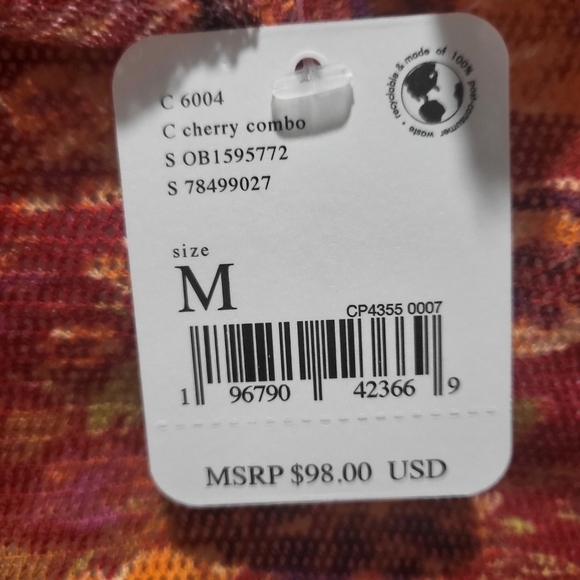 C 6004
C cherry combo
S OB1595772
S 78499027
recyclable & made of 100% post-consumer waste •
size
M
CP4355 0007
1 96790 42366 9
MSRP $98.00 USD